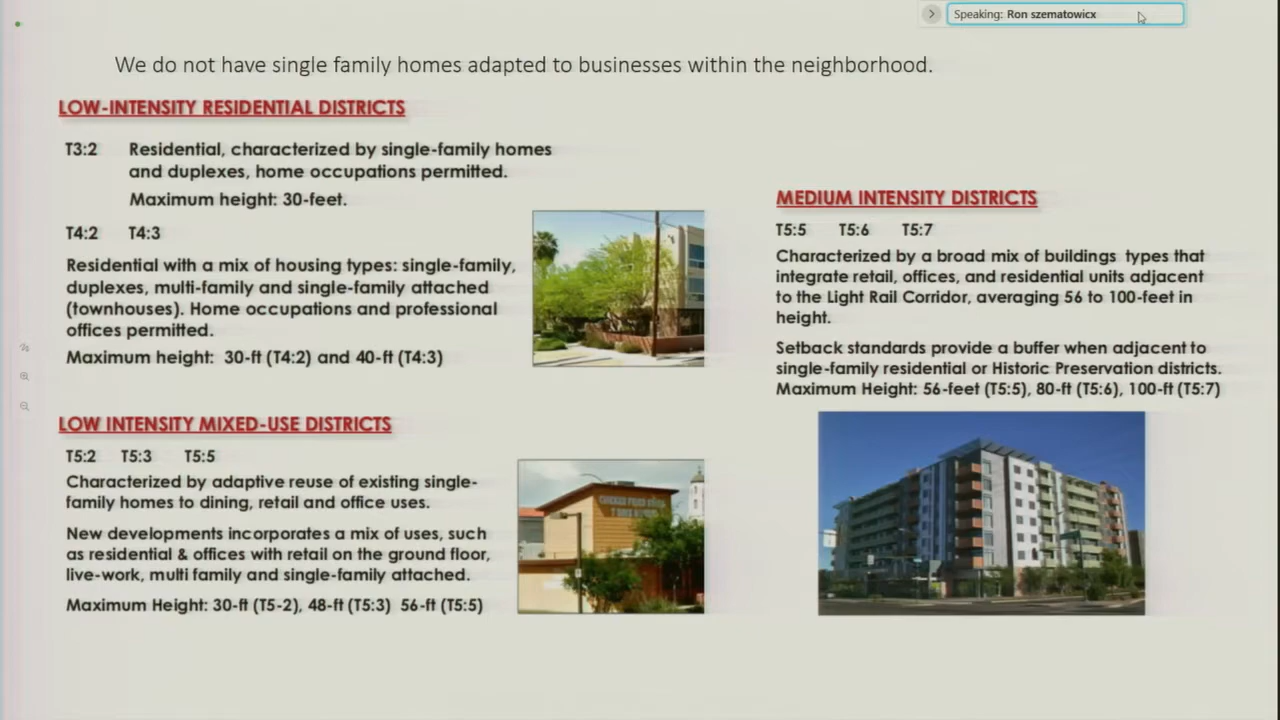 Speaking: Ron szematowicx
We do not have single family homes adapted to businesses within the neighborhood.
LOW-INTENSITY RESIDENTIAL DISTRICTS
T3:2 Residential, characterized by single-family homes
and duplexes, home occupations permitted.
Maximum height: 30-feet.
T4:2 T4:3
Residential with a mix of housing types: single-family,
duplexes, multi-family and single-family attached
(townhouses). Home occupations and professional
offices permitted.
Maximum height: 30-ft (T4:2) and 40-ft (T4:3)
LOW INTENSITY MIXED-USE DISTRICTS
T5:2 T5:3 T5:5
Characterized by adaptive reuse of existing single-
family homes to dining, retail and office uses.
New developments incorporates a mix of uses, such
as residential & offices with retail on the ground floor,
live-work, multi family and single-family attached.
Maximum Height: 30-ft (T5-2), 48-ft (T5:3) 56-ft (T5:5)
MEDIUM INTENSITY DISTRICTS
T5:5 T5:6 T5:7
Characterized by a broad mix of buildings types that
integrate retail, offices, and residential units adjacent
to the Light Rail Corridor, averaging 56 to 100-feet in
height.
Setback standards provide a buffer when adjacent to
single-family residential or Historic Preservation districts.
Maximum Height: 56-feet (T5:5), 80-ft (T5:6), 100-ft (T5:7)